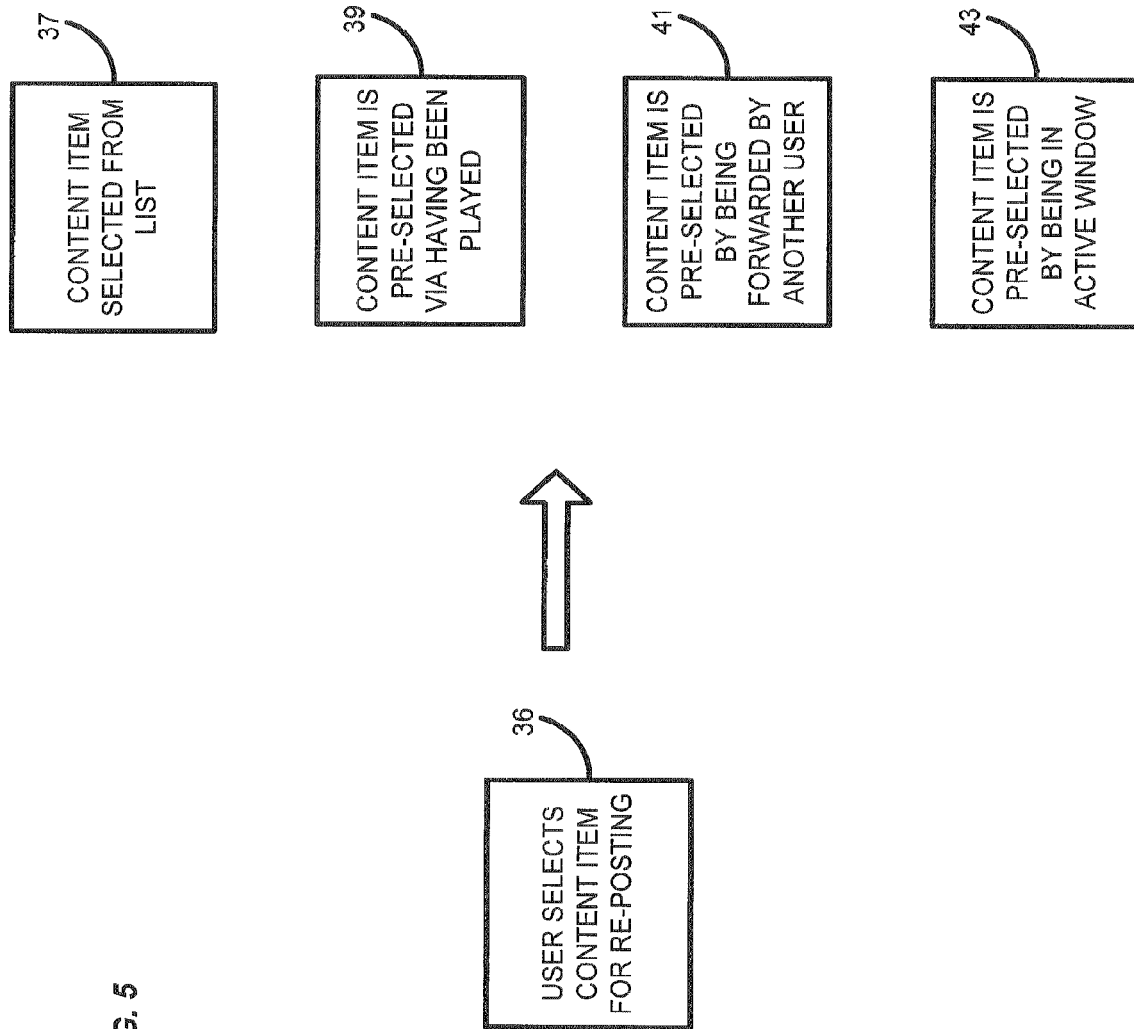 37
CONTENT ITEM
SELECTED FROM
LIST
39
CONTENT ITEM IS
PRE-SELECTED
VIA HAVING BEEN
PLAYED
41
CONTENT ITEM IS
PRE-SELECTED
BY BEING
FORWARDED BY
ANOTHER USER
43
CONTENT ITEM IS
PRE-SELECTED
BY BEING IN
ACTIVE WINDOW
36
USER SELECTS
CONTENT ITEM
FOR RE-POSTING
G. 5